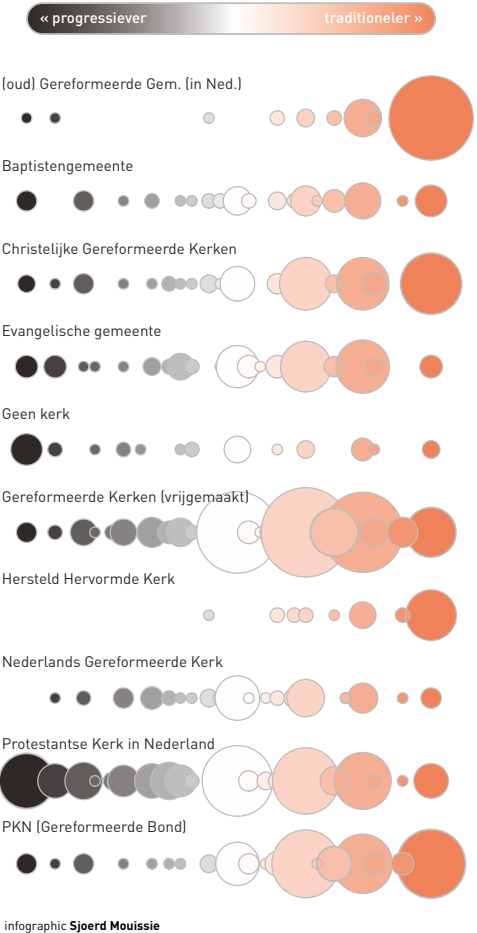 « progressiever traditioneler »
(oud) Gereformeerde Gem. (in Ned.)
Baptistengemeente
Christelijke Gereformeerde Kerken
Evangelische gemeente
Geen kerk
Gereformeerde Kerken (vrijgemaakt)
Hersteld Hervormde Kerk
Nederlands Gereformeerde Kerk
Protestantse Kerk in Nederland
PKN (Gereformeerde Bond)
infographic Sjoerd Mouissie